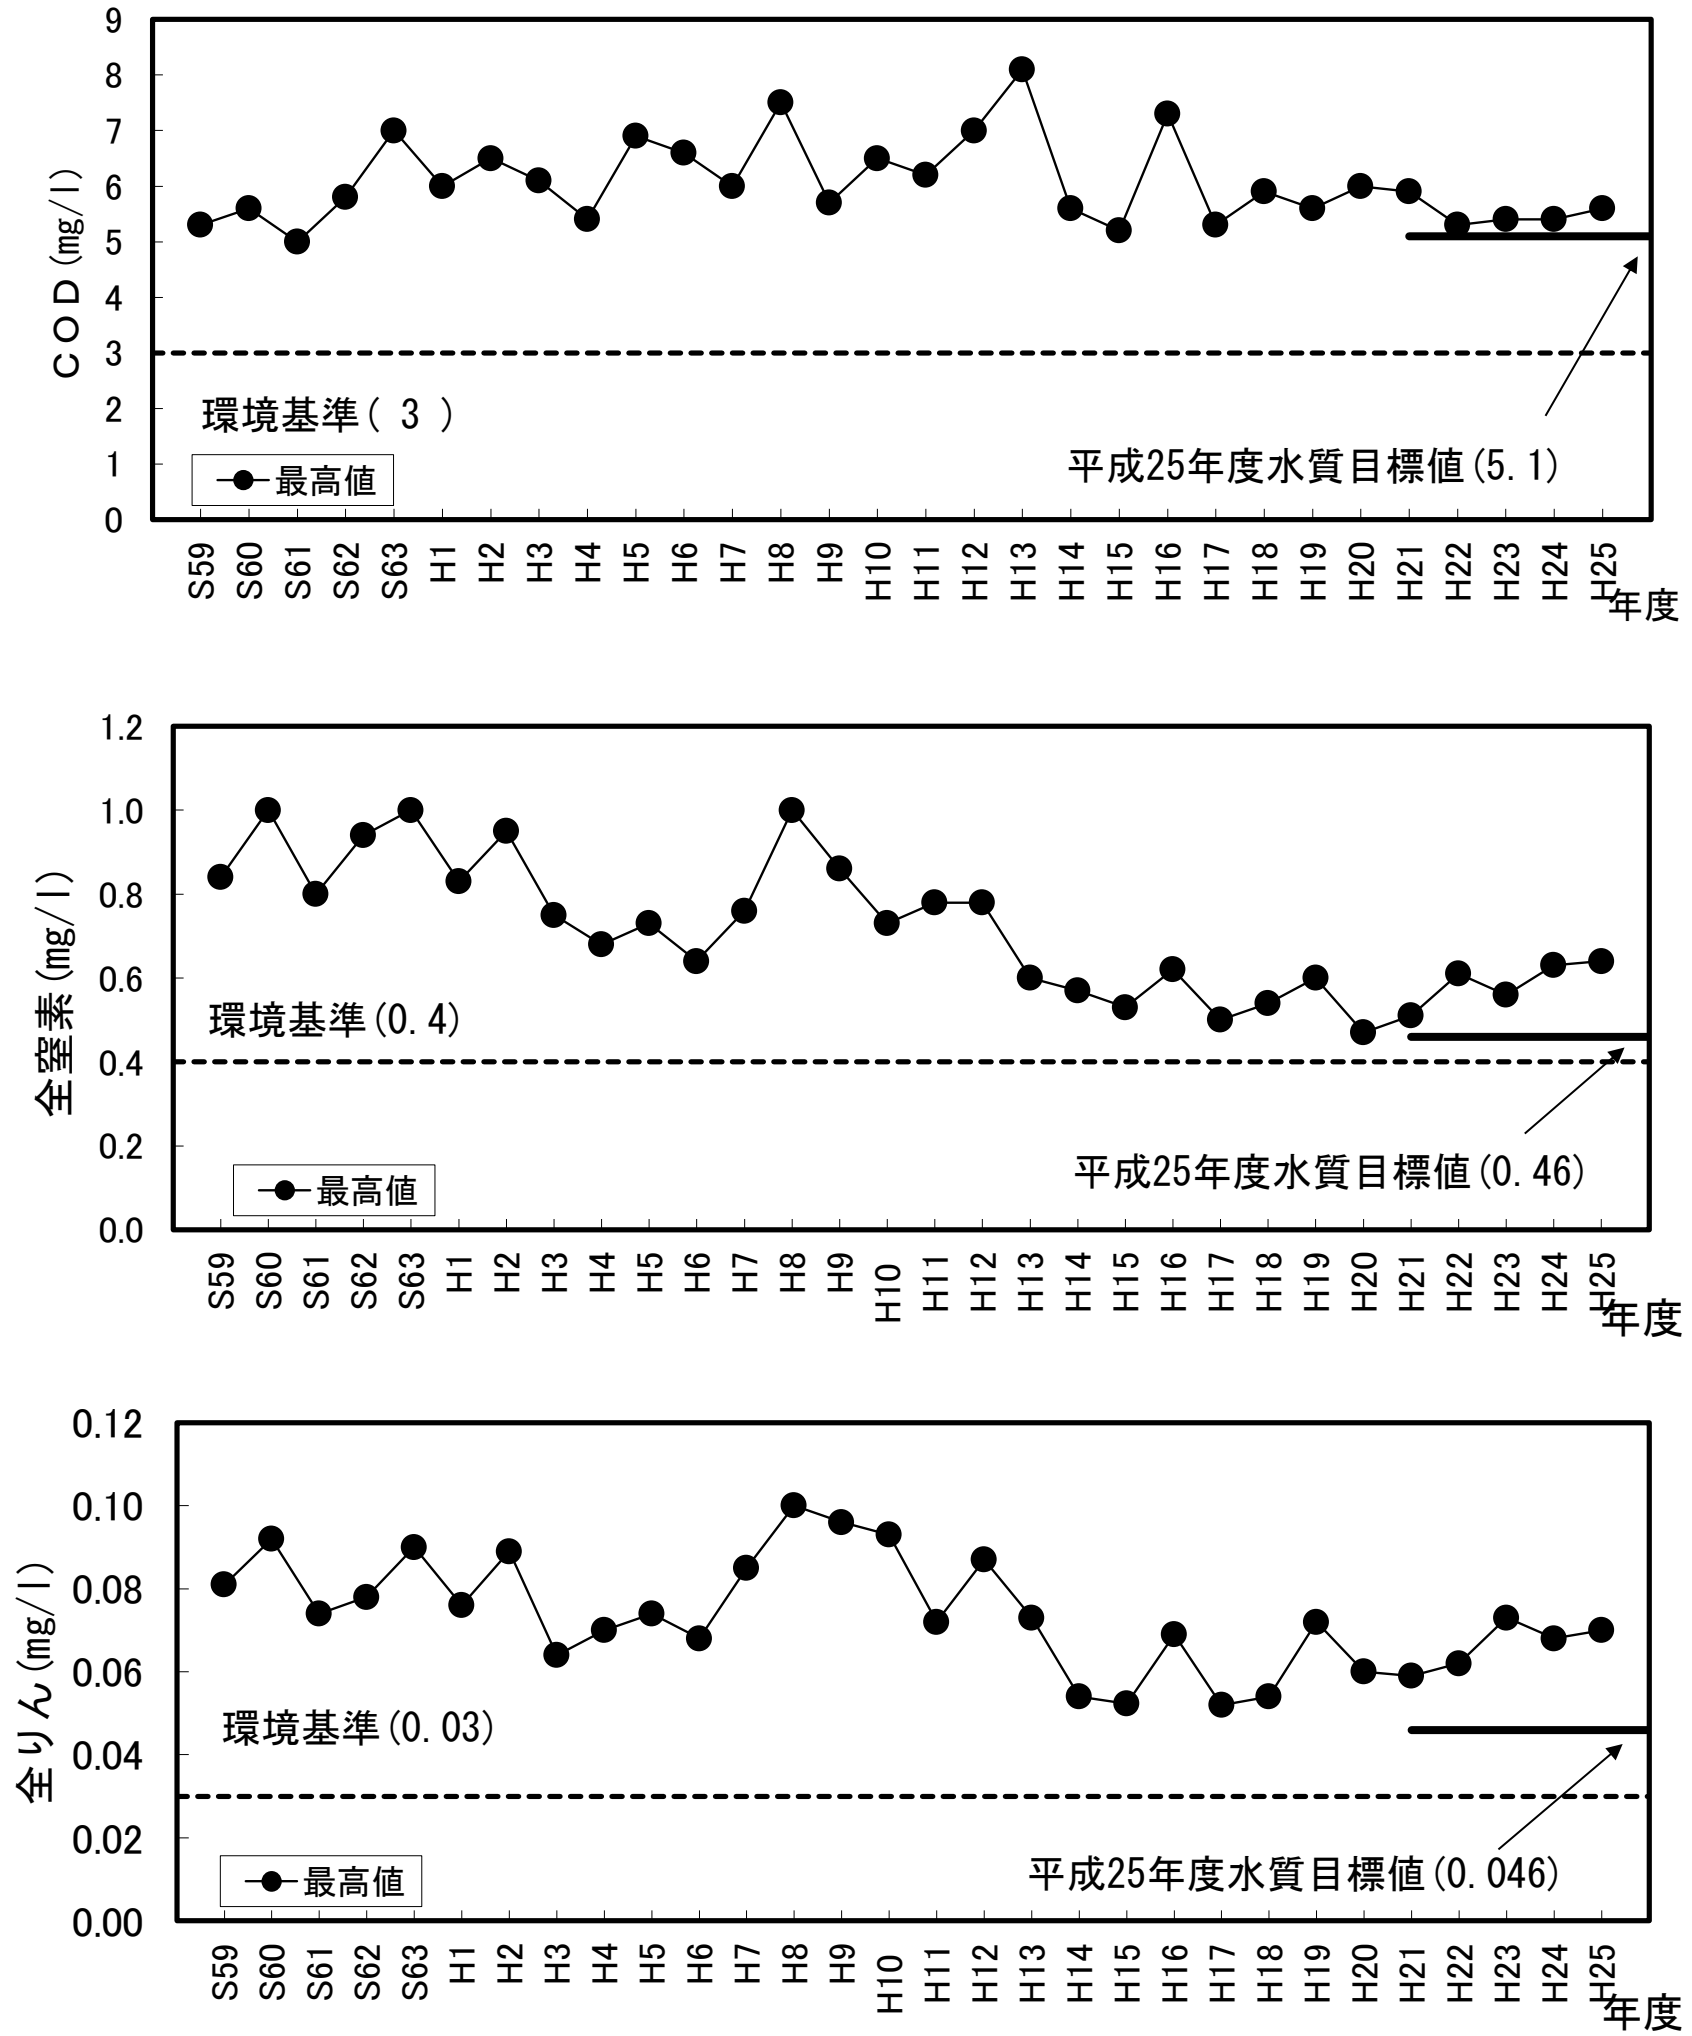 9
8
7
6
5
4
3
2
1
0
COD(mg/l)
環境基準( 3 )
最高値
平成25年度水質目標値(5.1)
S59 S60 S61 S62 S63 H1 H2 H3 H4 H5 H6 H7 H8 H9 H10 H11 H12 H13 H14 H15 H16 H17 H18 H19 H20 H21 H22 H23 H24 H25
年度
1.2
1.0
0.8
0.6
0.4
0.2
0.0
全窒素(mg/l)
環境基準(0.4)
最高値
平成25年度水質目標値(0.46)
S59 S60 S61 S62 S63 H1 H2 H3 H4 H5 H6 H7 H8 H9 H10 H11 H12 H13 H14 H15 H16 H17 H18 H19 H20 H21 H22 H23 H24 H25
年度
0.12
0.10
0.08
0.06
0.04
0.02
0.00
全りん(mg/l)
環境基準(0.03)
最高値
平成25年度水質目標値(0.046)
S59 S60 S61 S62 S63 H1 H2 H3 H4 H5 H6 H7 H8 H9 H10 H11 H12 H13 H14 H15 H16 H17 H18 H19 H20 H21 H22 H23 H24 H25
年度